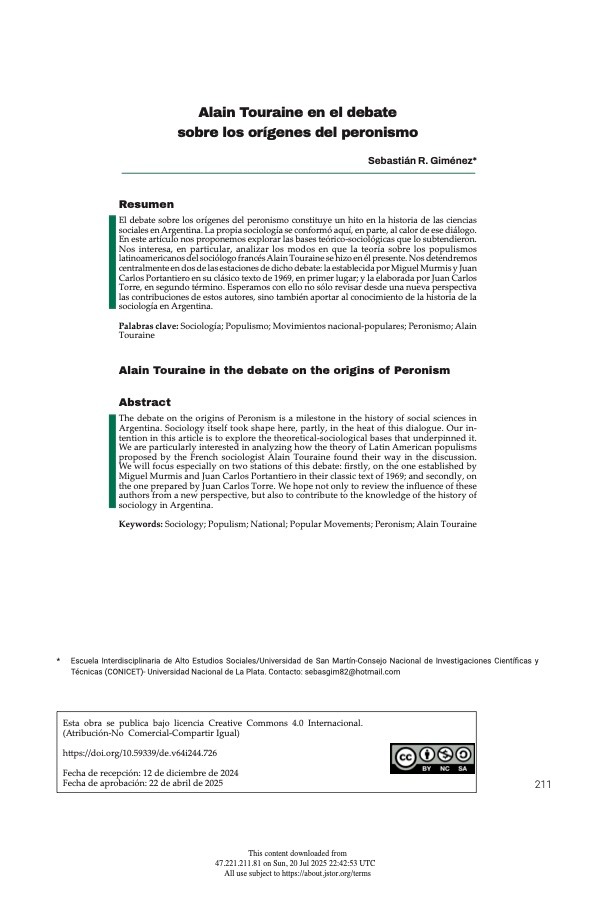 Alain Touraine en el debate
sobre los orígenes del peronismo
Sebastián R. Giménez*
Resumen
El debate sobre los orígenes del peronismo constituye un hito en la historia de las ciencias
sociales en Argentina. La propia sociología se conformó aquí, en parte, al calor de ese diálogo.
En este artículo nos proponemos explorar las bases teórico-sociológicas que lo subtendieron.
Nos interesa, en particular, analizar los modos en que la teoría sobre los populismos
latinoamericanos del sociólogo francés Alain Touraine se hizo en él presente. Nos detendremos
centralmente en dos de las estaciones de dicho debate: la establecida por Miguel Murmis y Juan
Carlos Portantiero en su clásico texto de 1969, en primer lugar; y la elaborada por Juan Carlos
Torre, en segundo término. Esperamos con ello no sólo revisar desde una nueva perspectiva
las contribuciones de estos autores, sino también aportar al conocimiento de la historia de la
sociología en Argentina.
Palabras clave: Sociología; Populismo; Movimientos nacional-populares; Peronismo; Alain
Touraine
Alain Touraine in the debate on the origins of Peronism
Abstract
The debate on the origins of Peronism is a milestone in the history of social sciences in
Argentina. Sociology itself took shape here, partly, in the heat of this dialogue. Our in-
tention in this article is to explore the theoretical-sociological bases that underpinned it.
We are particularly interested in analyzing how the theory of Latin American populisms
proposed by the French sociologist Alain Touraine found their way in the discussion.
We will focus especially on two stations of this debate: firstly, on the one established by
Miguel Murmis and Juan Carlos Portantiero in their classic text of 1969; and secondly, on
the one prepared by Juan Carlos Torre. We hope not only to review the influence of these
authors from a new perspective, but also to contribute to the knowledge of the history of
sociology in Argentina.
Keywords: Sociology; Populism; National; Popular Movements; Peronism; Alain Touraine
* Escuela Interdisciplinaria de Alto Estudios Sociales/Universidad de San Martín-Consejo Nacional de Investigaciones Científicas y
Técnicas (CONICET)- Universidad Nacional de La Plata. Contacto: sebasgim82@hotmail.com
Esta obra se publica bajo licencia Creative Commons 4.0 Internacional.
(Atribución-No Comercial-Compartir Igual)
https://doi.org/10.59339/de.v64i244.726
Fecha de recepción: 12 de diciembre de 2024
Fecha de aprobación: 22 de abril de 2025
cc BY NC SA
211
This content downloaded from
47.221.211.81 on Sun, 20 Jul 2025 22:42:53 UTC
All use subject to https://about.jstor.org/terms